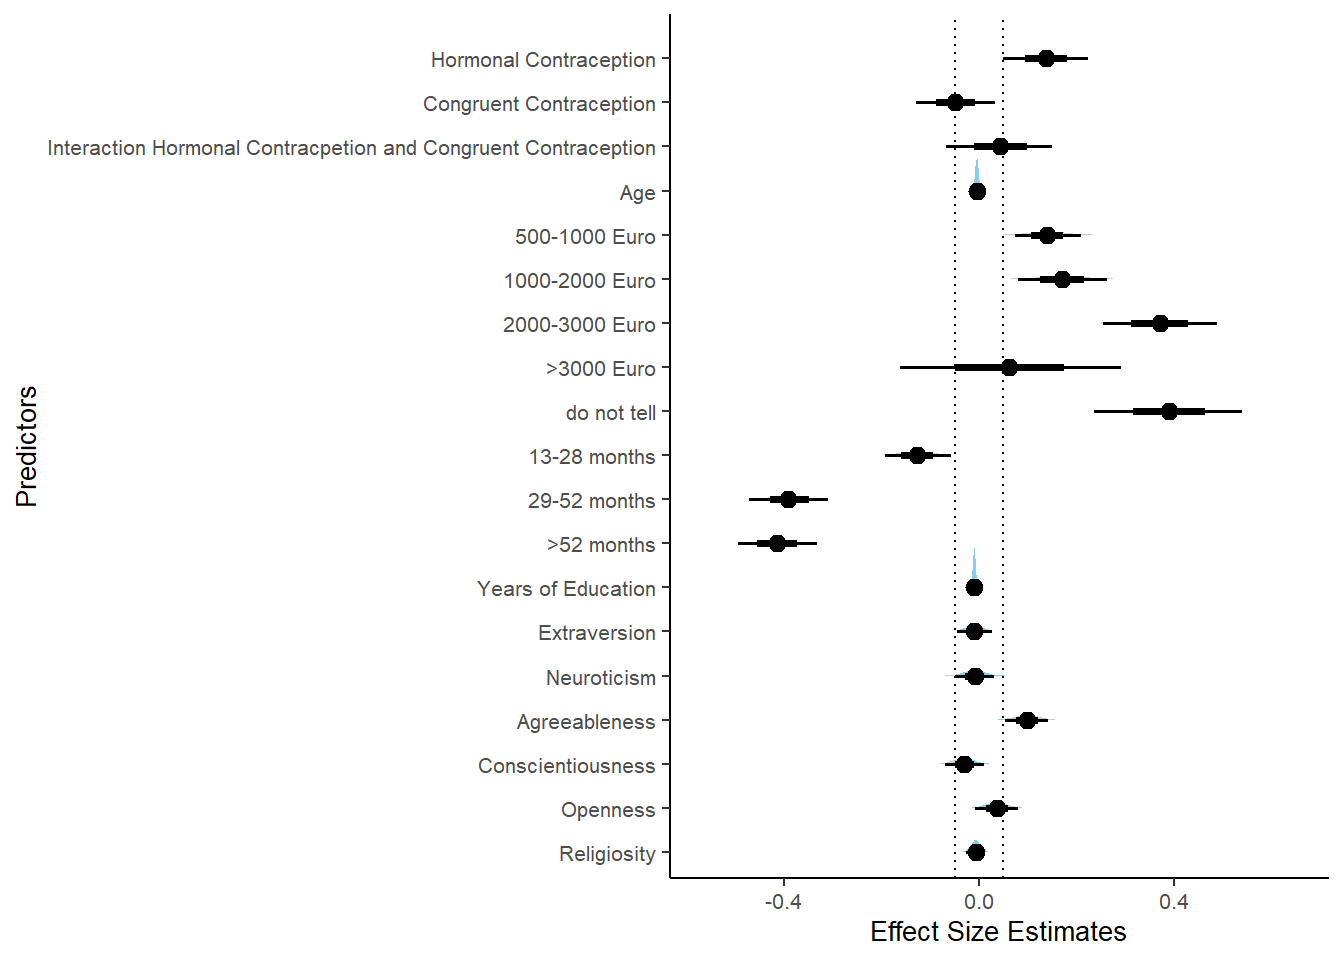 Hormonal Contraception
Congruent Contraception
Interaction Hormonal Contracpetion and Congruent Contraception
Age
500-1000 Euro
1000-2000 Euro
2000-3000 Euro
>3000 Euro
do not tell
13-28 months
29-52 months
>52 months
Years of Education
Extraversion
Neuroticism
Agreeableness
Conscientiousness
Openness
Religiosity
Predictors
-0.4 0.0 0.4
Effect Size Estimates